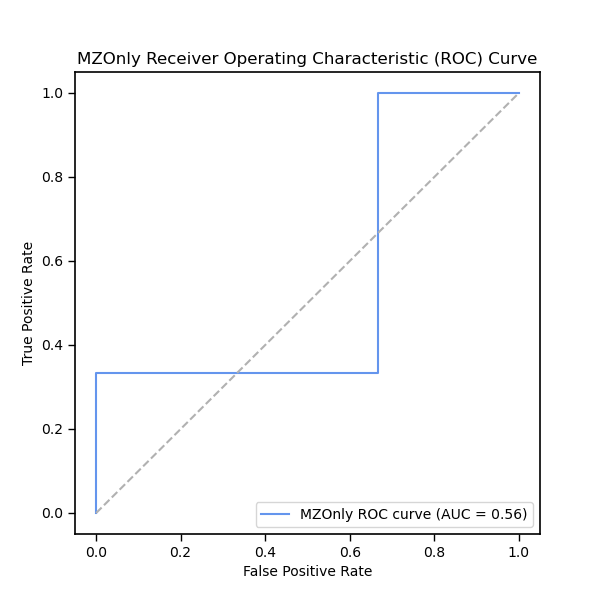 MZOnly Receiver Operating Characteristic (ROC) Curve
1.0
0.8
0.6
0.4
0.2
0.0
True Positive Rate
MZOnly ROC curve (AUC = 0.56)
0.0 0.2 0.4 0.6 0.8 1.0
False Positive Rate